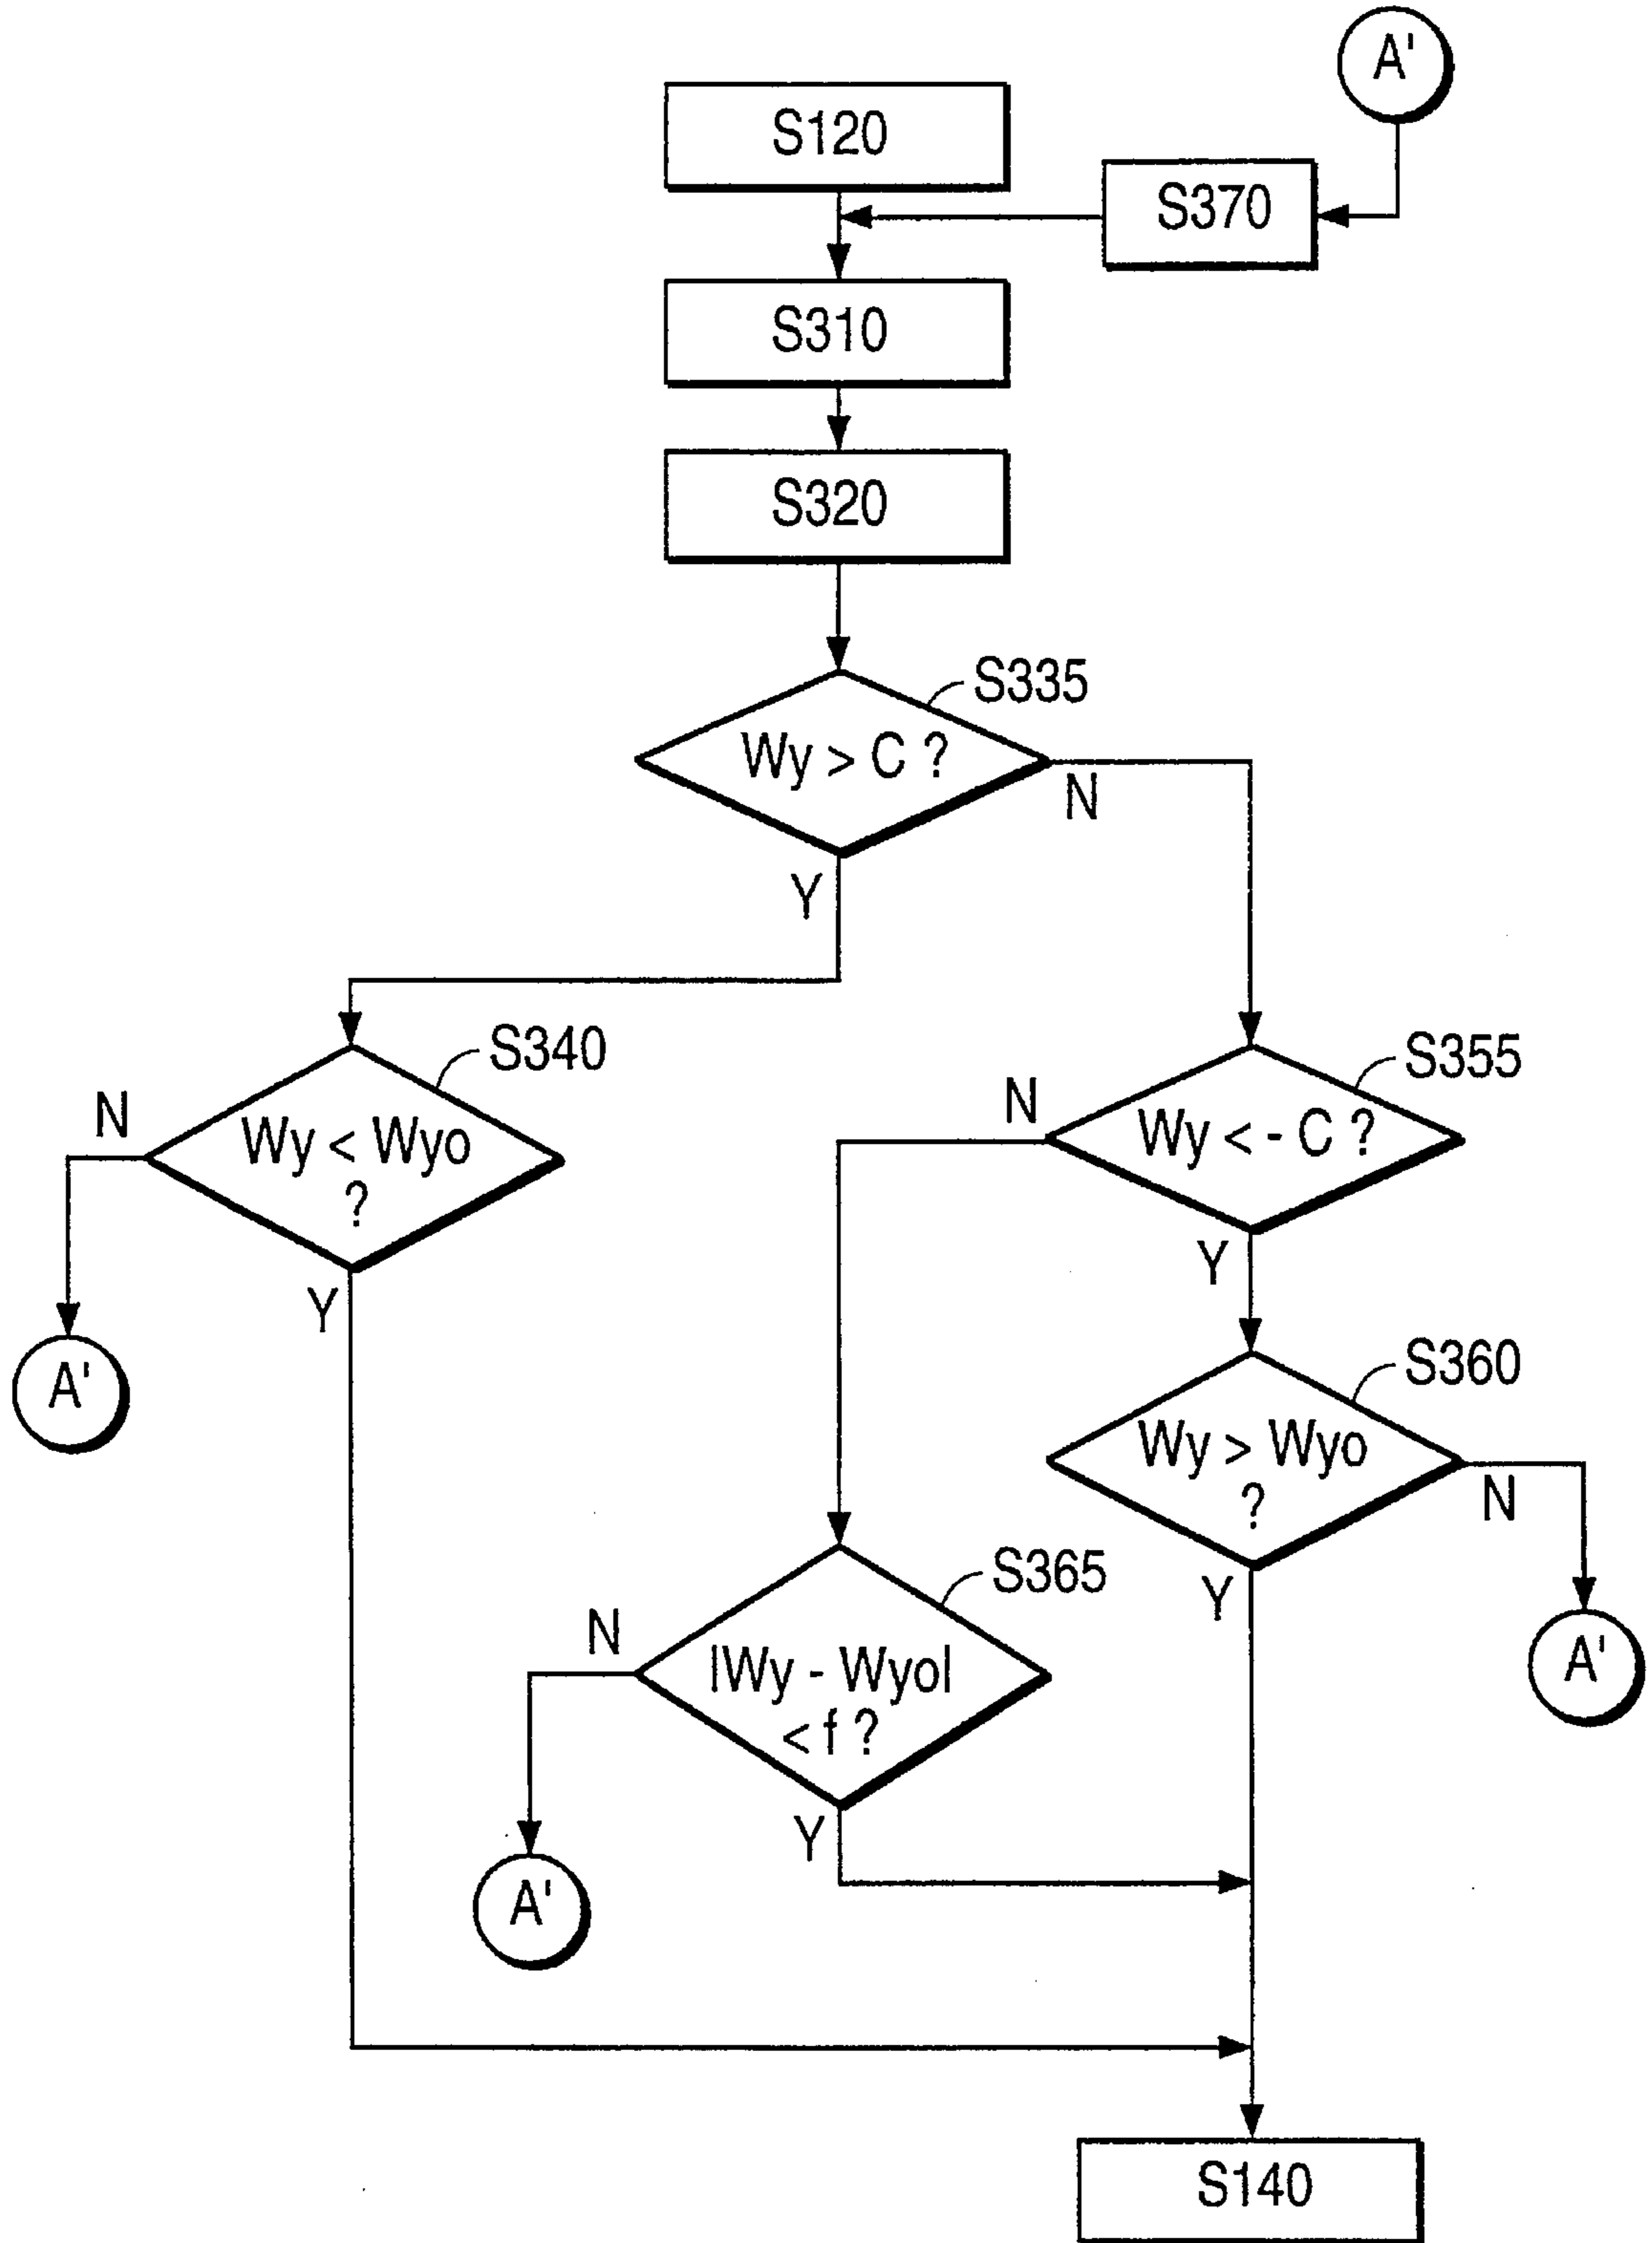 A'
S120
S370
S310
S320
S335
Wy > C ?
N
Y
S340
S355
N
Wy < Wyo
?
N
Wy < - C ?
Y
Y
A'
S360
Wy > Wyo
?
N
S365
Y
N
|Wy - Wyo|
< f ?
A'
Y
A'
S140